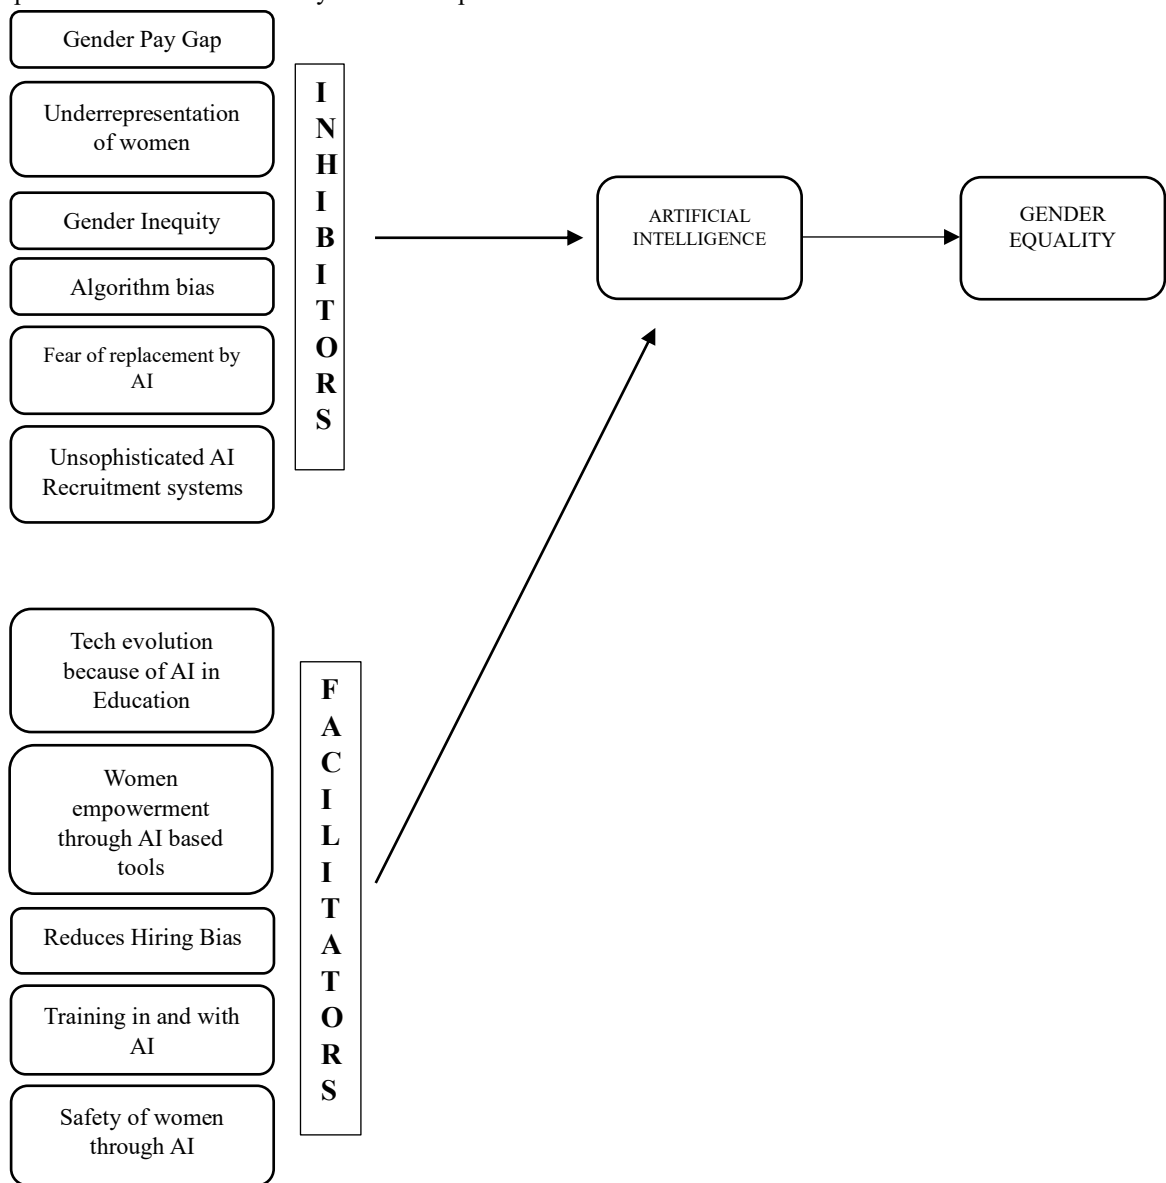 Gender Pay Gap
Underrepresentation
of women
Gender Inequity
Algorithm bias
Fear of replacement by
AI
Unsophisticated AI
Recruitment systems
INHIBITORS
ARTIFICIAL
INTELLIGENCE
GENDER
EQUALITY
Tech evolution
because of AI in
Education
Women
empowerment
through AI based
tools
Reduces Hiring Bias
Training in and with
AI
Safety of women
through AI
FACILITATORS